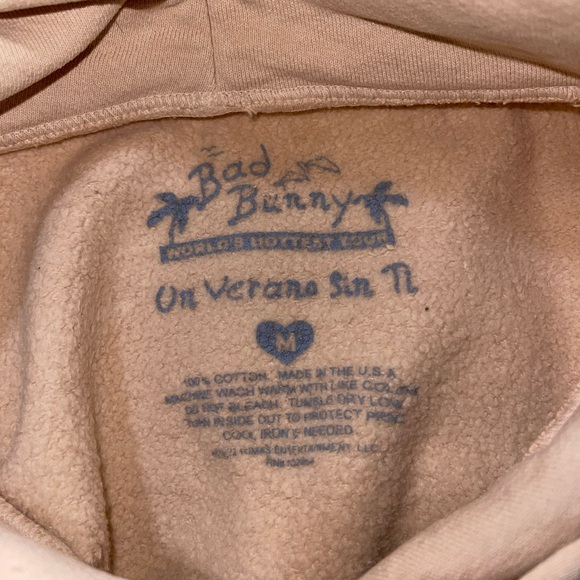 Bad
Bunny
WORLD'S HOTTEST TOUR
Un Verano Sin Ti
M
100% COTTON. MADE IN THE U.S.A
MACHINE WASH WARM WITH LIKE COLORS
DO NOT BLEACH. TUMBLE DRY LOW
TURN INSIDE OUT TO PROTECT
COOL IRON IF NEEDED
ENTERTAINMENT, LLC.